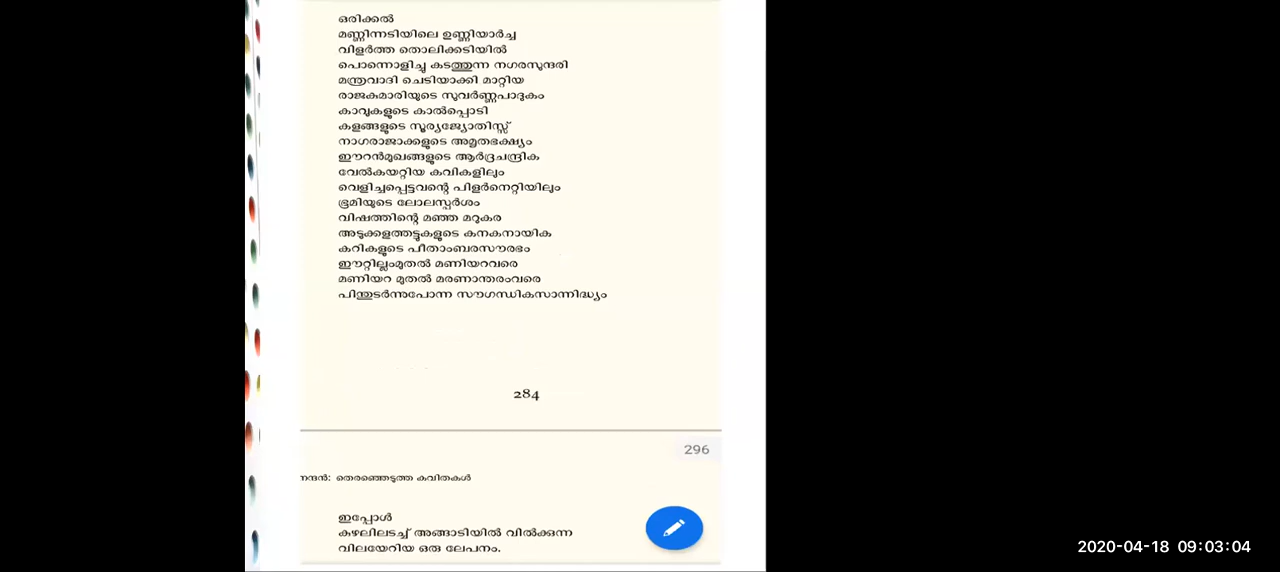 ഒരിക്കൽ
മണ്ണിന്നടിയിലെ ഉണ്ണിയാർച്ച
വിളർത്ത തൊലിക്കടിയിൽ
പൊന്നൊളിച്ചു കടത്തുന്ന നഗരസുന്ദരി
മന്ത്രവാദി ചെടിയാക്കി മാറ്റിയ
രാജകുമാരിയുടെ സുവർണ്ണപാദുകം
കാവുകളുടെ കാൽപ്പൊടി
കളങ്ങളുടെ സൂര്യജ്യോതിസ്സ്
നാഗരാജാക്കളുടെ അമൃതഭക്ഷ്യം
ഈറൻമുഖങ്ങളുടെ ആർദ്രചന്ദ്രിക
വേൽകയറ്റിയ കവിളിലും
വെളിച്ചപ്പെട്ടവന്റെ പിളർനെറ്റിയിലും
ഭൂമിയുടെ ലോലസ്പർശം
വിഷത്തിന്റെ മഞ്ഞ മറുകര
അടുക്കളത്തട്ടുകളുടെ കനകനായിക
കറികളുടെ പീതാംബരസൗരഭം
ഈറ്റില്ലംമുതൽ മണിയറവരെ
മണിയറ മുതൽ മരണാന്തരംവരെ
പിന്തുടർന്നുപോന്ന സൗഗന്ധികസാന്നിദ്ധ്യം
284
296
നന്ദൻ: തെരഞ്ഞെടുത്ത കവിതകൾ
ഇപ്പോൾ
കുഴലിലടച്ച് അങ്ങാടിയിൽ വിൽക്കുന്ന
വിലയേറിയ ഒരു ലേപനം.
2020-04-18 09:03:04